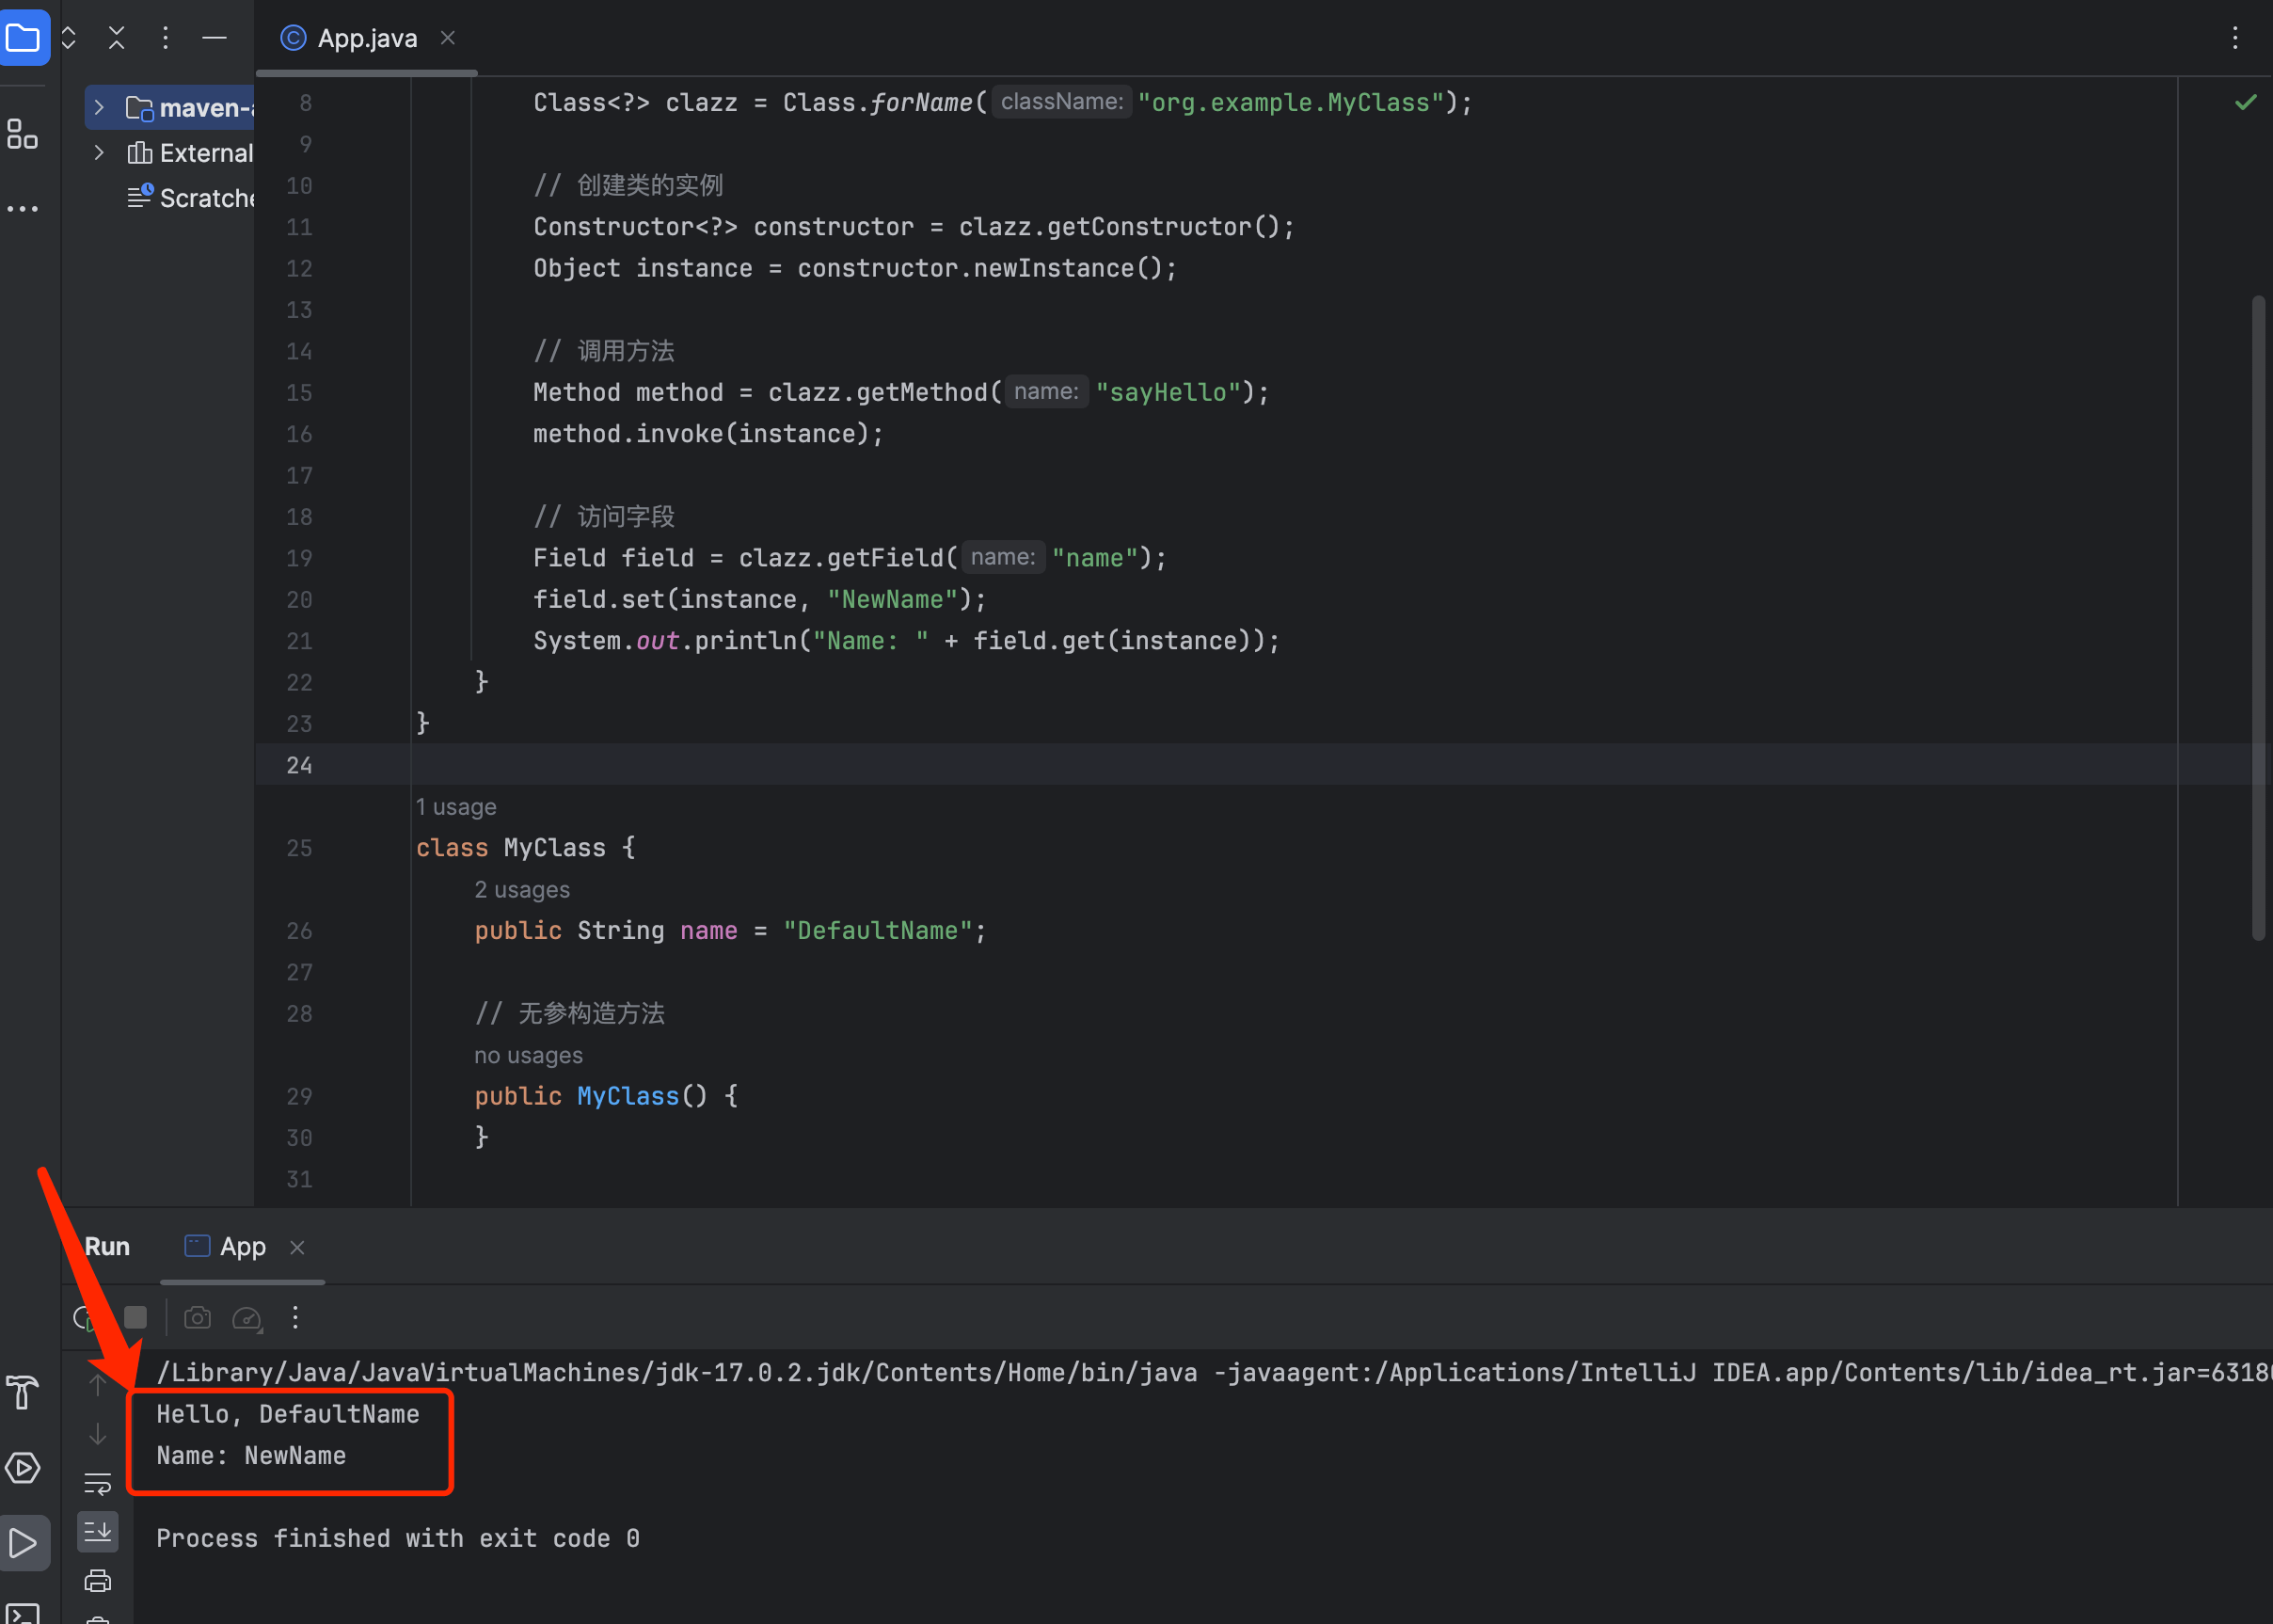 App.java
maven-a
External
Scratche
8 Class<?> clazz = Class.forName( className: "org.example.MyClass");
9
10 // 创建类的实例
11 Constructor<?> constructor = clazz.getConstructor();
12 Object instance = constructor.newInstance();
13
14 // 调用方法
15 Method method = clazz.getMethod( name: "sayHello");
16 method.invoke(instance);
17
18 // 访问字段
19 Field field = clazz.getField( name: "name");
20 field.set(instance, "NewName");
21 System.out.println("Name: " + field.get(instance));
22 }
23 }
24
1 usage
25 class MyClass {
2 usages
26 public String name = "DefaultName";
27
28 // 无参构造方法
no usages
29 public MyClass() {
30 }
31
Run App
/Library/Java/JavaVirtualMachines/jdk-17.0.2.jdk/Contents/Home/bin/java -javaagent:/Applications/IntelliJ IDEA.app/Contents/lib/idea_rt.jar=6318
Hello, DefaultName
Name: NewName
Process finished with exit code 0